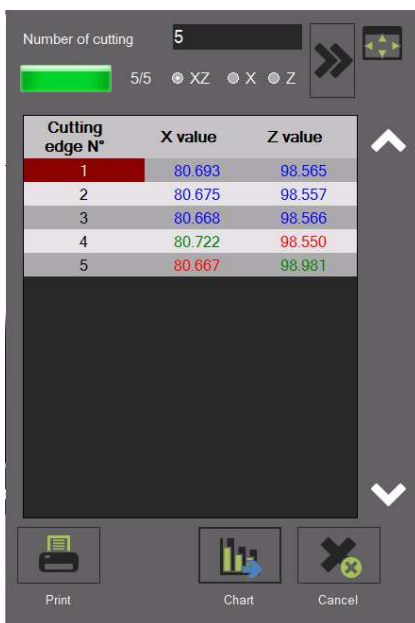 Number of cutting 5
5/5 XZ X Z
Cutting edge N° X value Z value
1 80.693 98.565
2 80.675 98.557
3 80.668 98.566
4 80.722 98.550
5 80.667 98.981
Print Chart Cancel